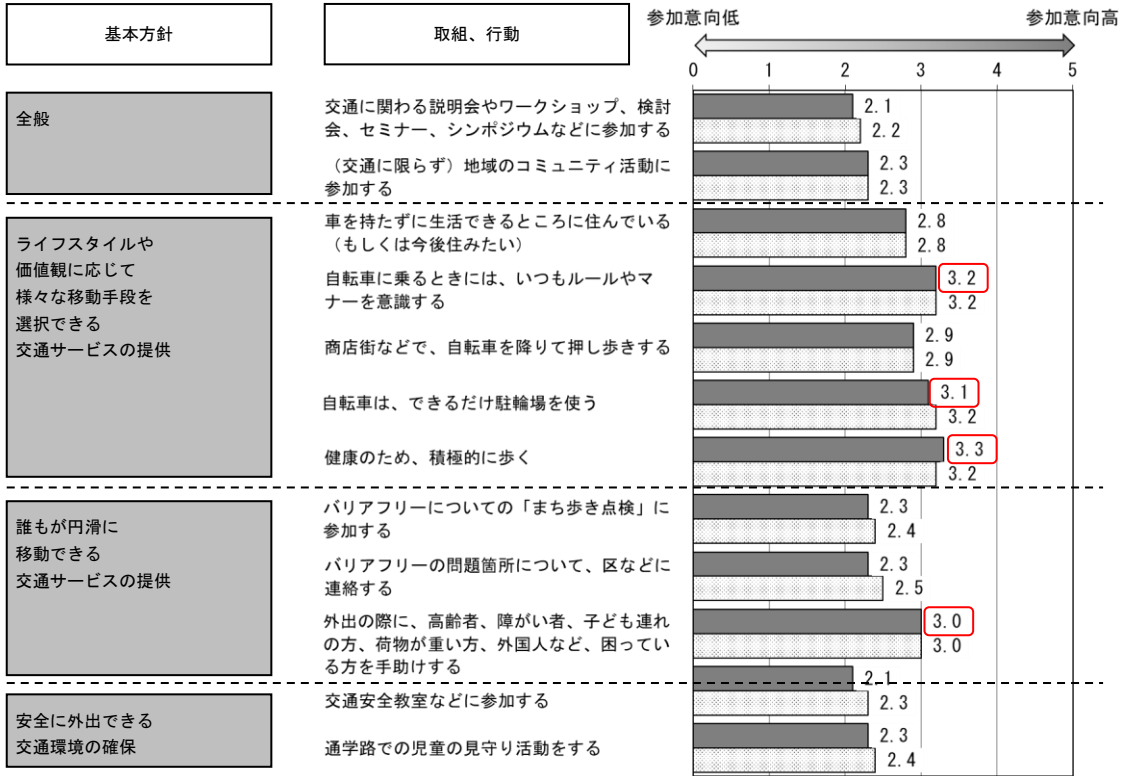 基本方針
取組、行動
参加意向低
参加意向高
0 1 2 3 4 5
全般
交通に関わる説明会やワークショップ、検討
会、セミナー、シンポジウムなどに参加する
2.1
2.2
（交通に限らず）地域のコミュニティ活動に
参加する
2.3
2.3
ライフスタイルや
価値観に応じて
様々な移動手段を
選択できる
交通サービスの提供
車を持たずに生活できるところに住んでいる
（もしくは今後住みたい）
2.8
2.8
自転車に乗るときには、いつもルールやマ
ナーを意識する
3.2
3.2
商店街などで、自転車を降りて押し歩きする
2.9
2.9
自転車は、できるだけ駐輪場を使う
3.1
3.2
健康のため、積極的に歩く
3.3
3.2
誰もが円滑に
移動できる
交通サービスの提供
バリアフリーについての「まち歩き点検」に
参加する
2.3
2.4
バリアフリーの問題箇所について、区などに
連絡する
2.3
2.5
外出の際に、高齢者、障がい者、子ども連れ
の方、荷物が重い方、外国人など、困ってい
る方を手助けする
3.0
3.0
安全に外出できる
交通環境の確保
交通安全教室などに参加する
2.1
2.3
通学路での児童の見守り活動をする
2.3
2.4